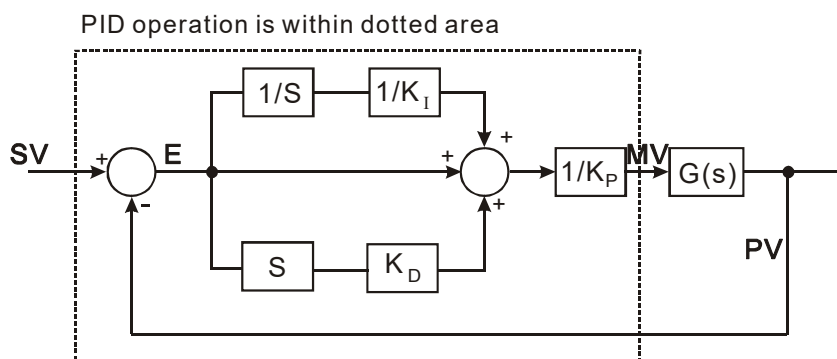 PID operation is within dotted area
1/S
1/K_I
+
SV
+
E
+
1/K_P
MV
G(s)
-
+
PV
S
K_D